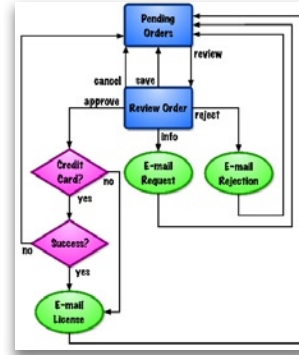 Pending
Orders
cancel
save
review
approve
Review Order
reject
info
Credit
Card?
no
E-mail
Request
E-mail
Rejection
yes
Success?
no
yes
E-mail
License